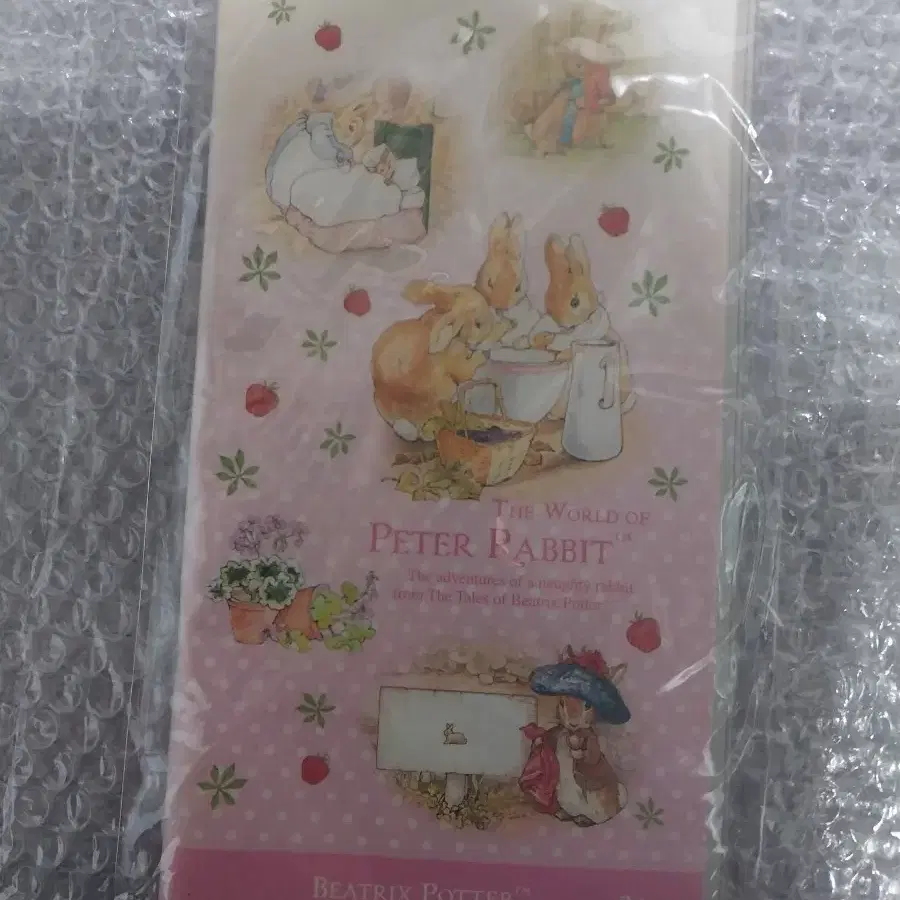 THE WORLD OF
PETER RABBIT™
The adventures of a naughty rabbit
from The Tales of Beatrix Potter
BEATRIX POTTER™